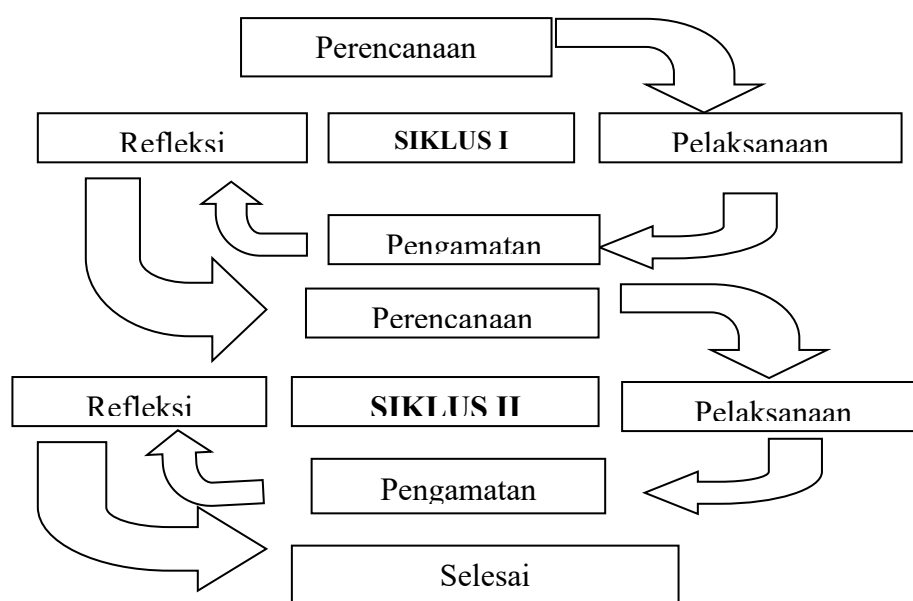 Perencanaan
Refleksi
SIKLUS I
Pelaksanaan
Pengamatan
Perencanaan
Refleksi
SIKLUS II
Pelaksanaan
Pengamatan
Selesai